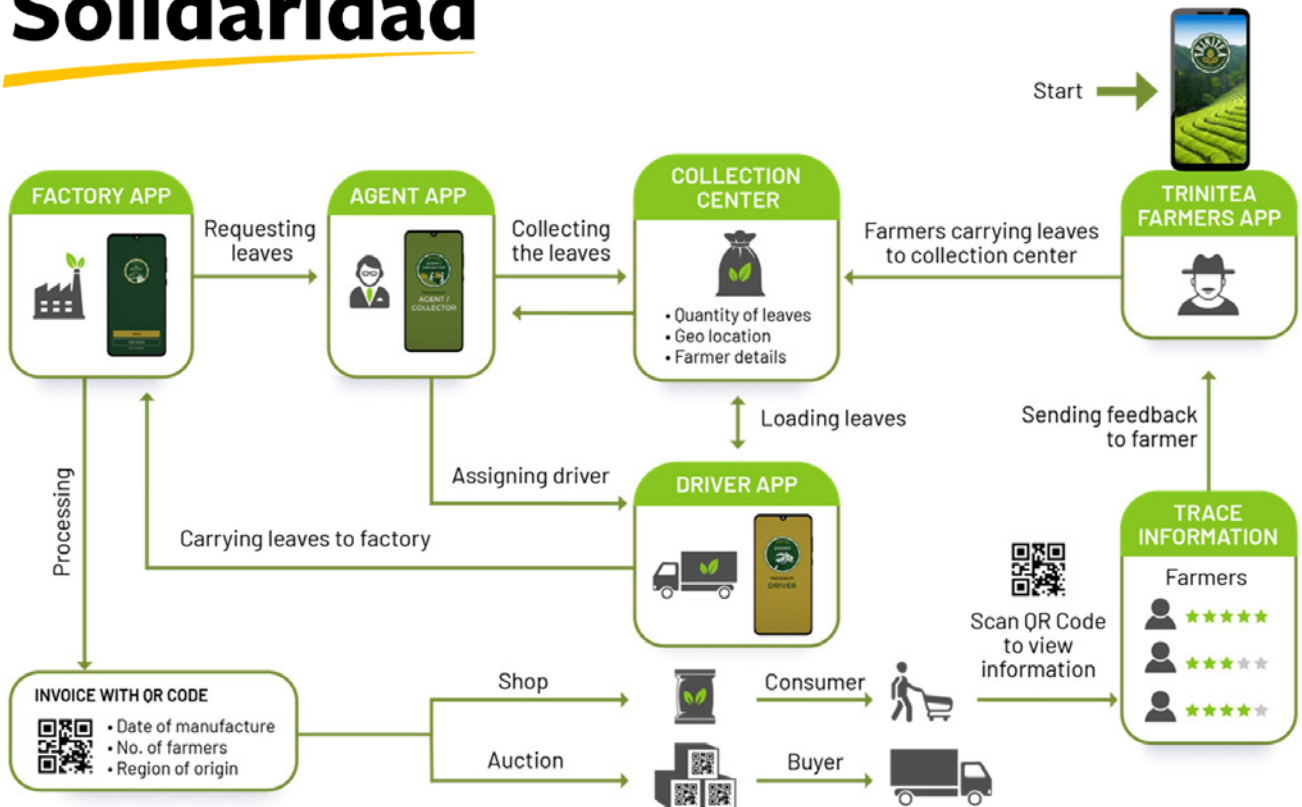 Solidaridad
Start
TRINITEA
FACTORY APP
AGENT APP
COLLECTION
CENTER
TRINITEA
FARMERS APP
Requesting
leaves
Collecting
the leaves
Farmers carrying leaves
to collection center
AGENT /
COLLECTOR
• Quantity of leaves
• Geo location
• Farmer details
Loading leaves
Sending feedback
to farmer
Processing
Assigning driver
Carrying leaves to factory
DRIVER APP
DRIVER
TRACE
INFORMATION
Farmers
Scan QR Code
to view
information
INVOICE WITH QR CODE
• Date of manufacture
• No. of farmers
• Region of origin
Shop
Consumer
Auction
Buyer